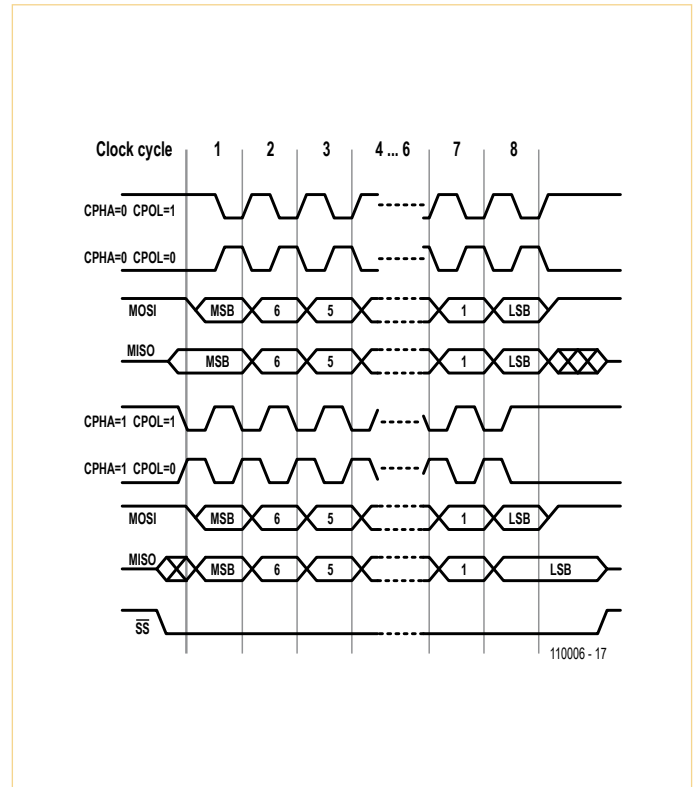 Clock cycle 1 2 3 4 ... 6 7 8
CPHA=0 CPOL=1
CPHA=0 CPOL=0
MOSI MSB 6 5 1 LSB
MISO MSB 6 5 1 LSB
CPHA=1 CPOL=1
CPHA=1 CPOL=0
MOSI MSB 6 5 1 LSB
MISO MSB 6 5 1 LSB
SS
110006 - 17